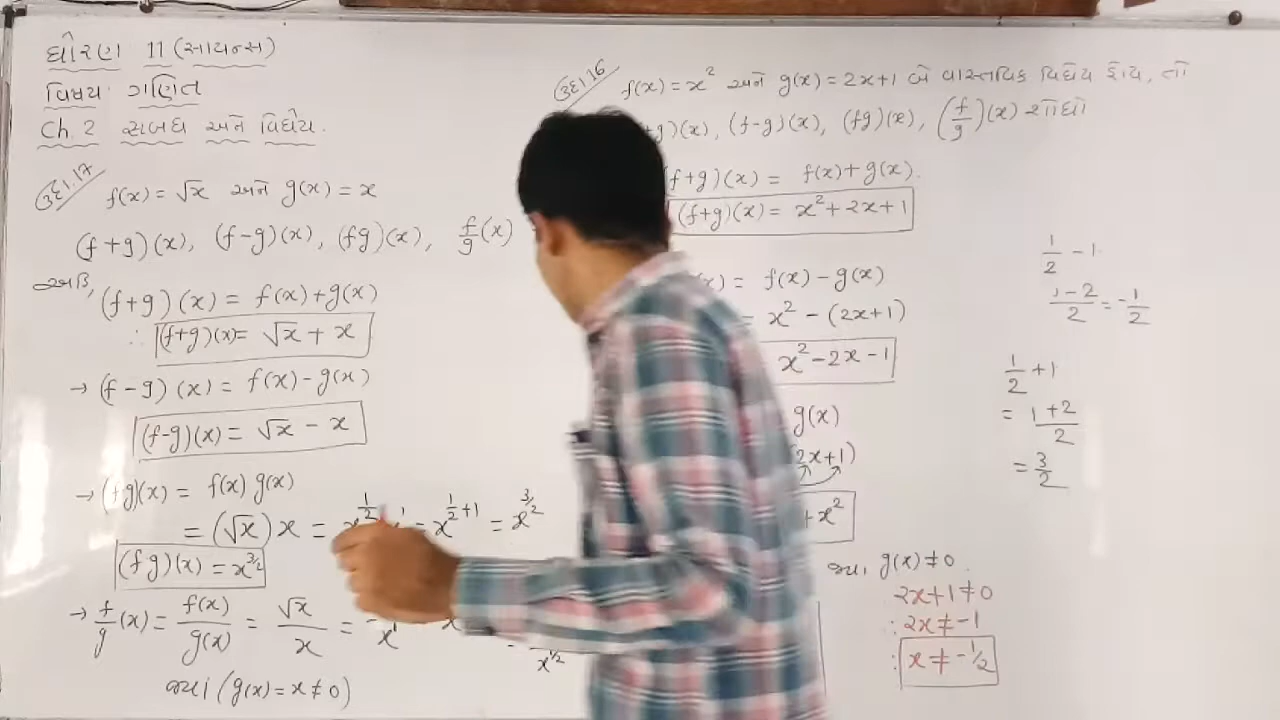 ધોરણ 11 (સાયન્સ)
વિષય ગણિત
Ch. 2 સંબંધ અને વિધેય.
ઉદા.17 f(x) = √x અને g(x) = x
(f+g)(x), (f-g)(x), (fg)(x), f/g(x)
અહિં, (f+g)(x) = f(x)+g(x)
∴ (f+g)(x) = √x + x
→ (f-g)(x) = f(x)-g(x)
(f-g)(x) = √x - x
g)(x) = f(x) g(x)
= (√x) x = x^1/2 = x^(1/2+1) = x^3/2
(fg)(x) = x^3/2
→ f/g(x) = f(x)/g(x) = √x/x =
x^1/2
જ્યાં (g(x) = x ≠ 0)
ઉદા.16 f(x) = x² અને g(x) = 2x+1 બે વાસ્તવિક વિધેય હોય, તો
g)(x), (f-g)(x), (fg)(x), (f/g)(x) શોધો
f+g)(x) = f(x)+g(x).
(f+g)(x) = x²+2x+1
x) = f(x)-g(x)
= x² - (2x+1)
x²-2x-1
g(x)
(2x+1)
+x²
જ્યાં g(x) ≠ 0.
2x+1 ≠ 0
∴ 2x ≠ -1
∴ x ≠ -1/2
1/2 - 1
1-2/2 = -1/2
1/2 + 1
= 1+2/2
= 3/2